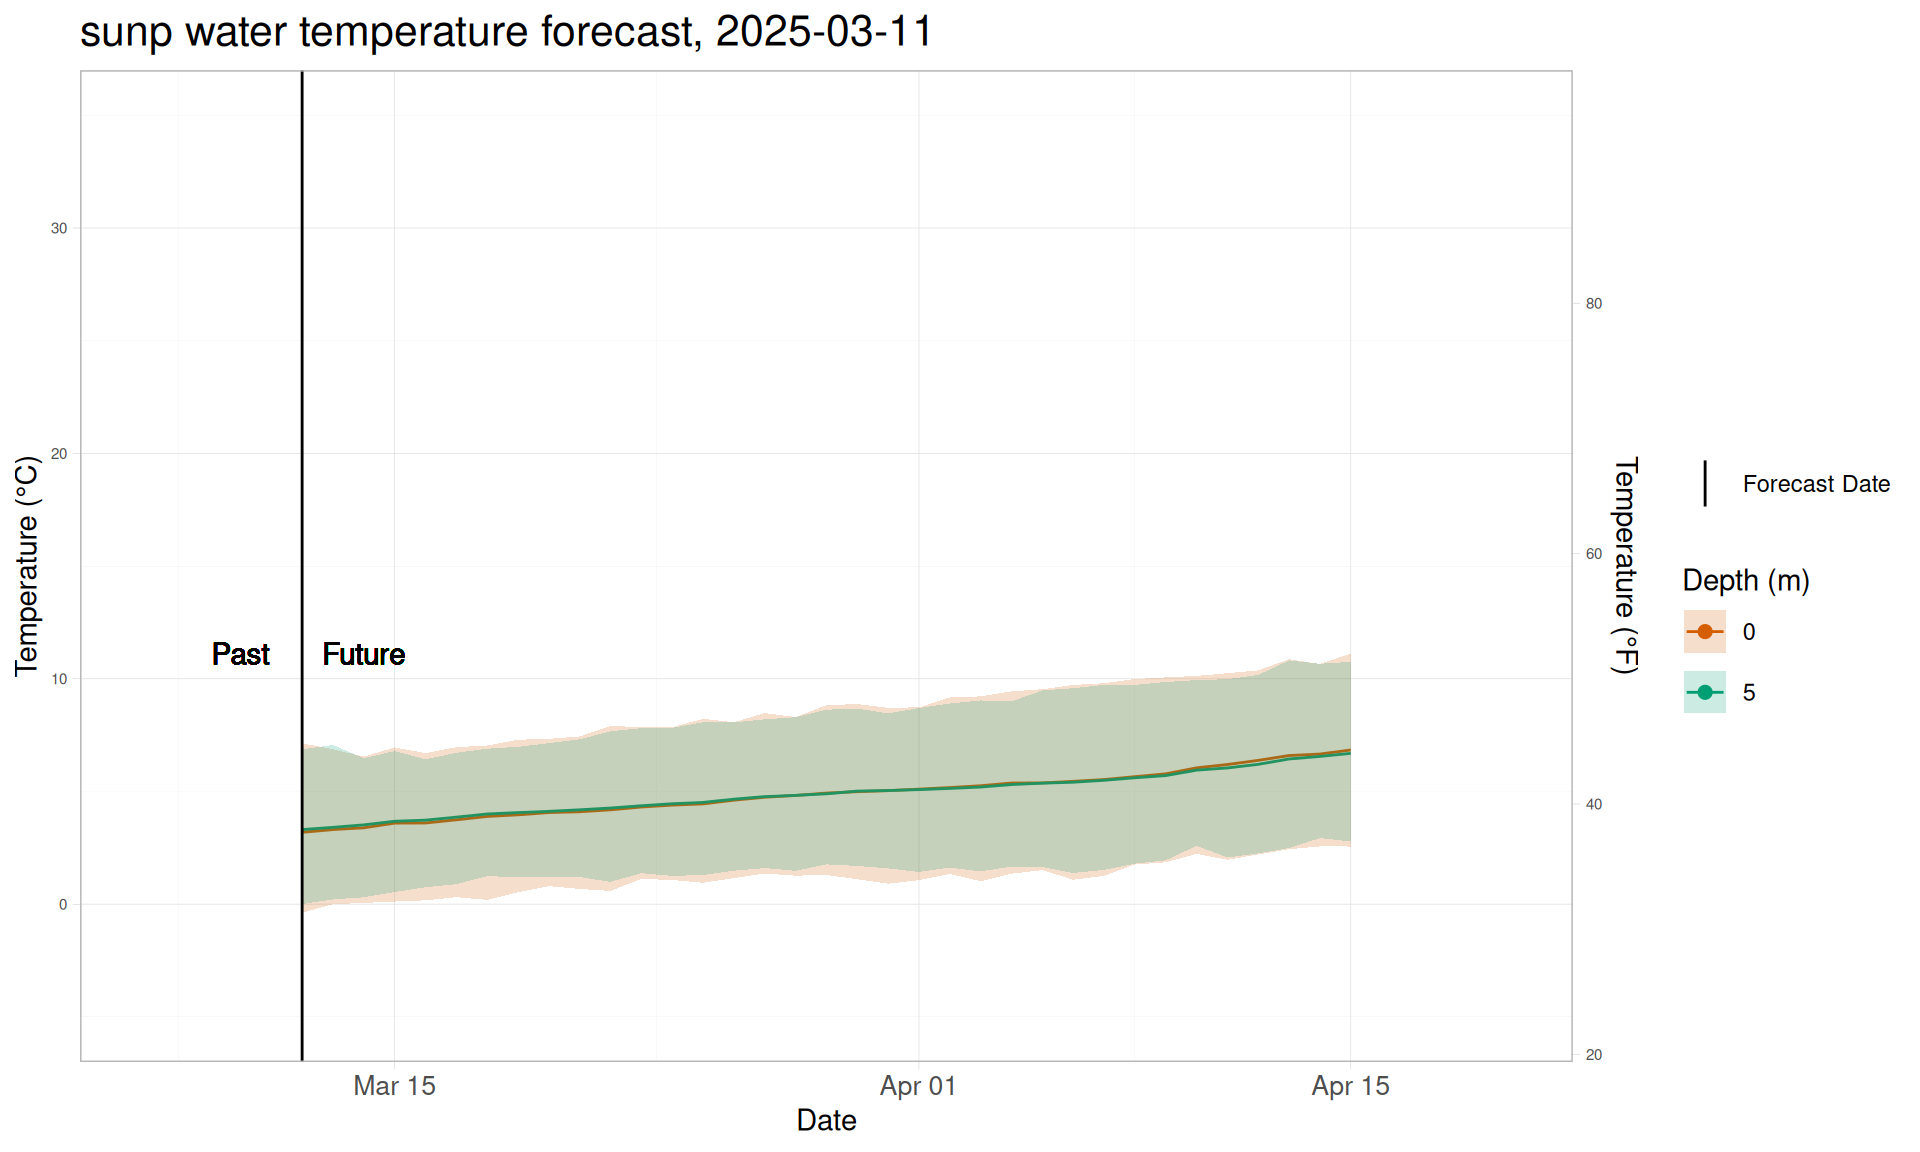 sunp water temperature forecast, 2025-03-11
30
20
10
0
Temperature (°C)
Past
Future
80
60
40
20
Temperature (°F)
Mar 15
Apr 01
Apr 15
Date
Forecast Date
Depth (m)
0
5